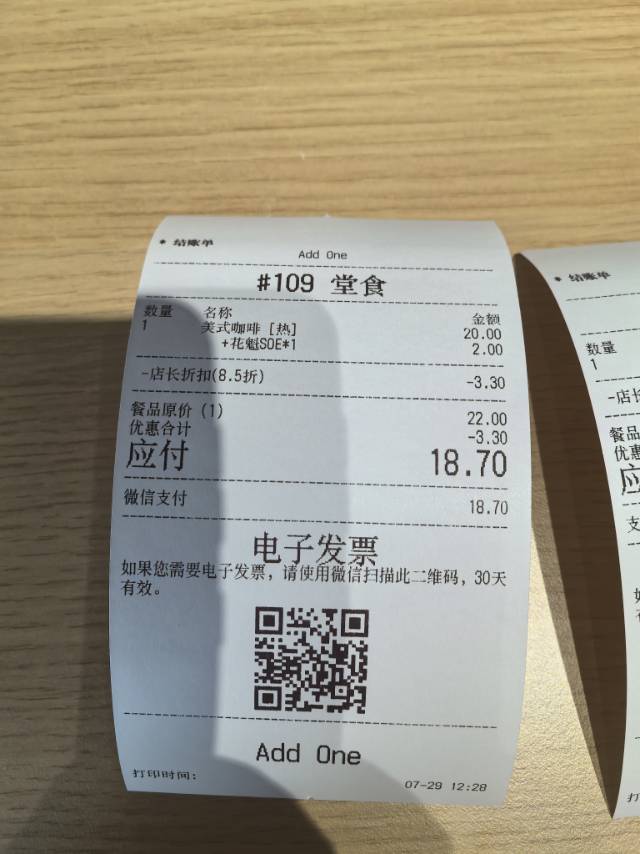 * 结账单
Add One
#109 堂食
数量 名称 金额
1 美式咖啡 [热] 20.00
+花魁SOE*1 2.00
-店长折扣(8.5折) -3.30
餐品原价 (1) 22.00
优惠合计 -3.30
应付 18.70
微信支付 18.70
电子发票
如果您需要电子发票，请使用微信扫描此二维码，30天
有效。
Add One
打印时间: 07-29 12:28
* 结账单
数量
1
-店长
餐品
优惠